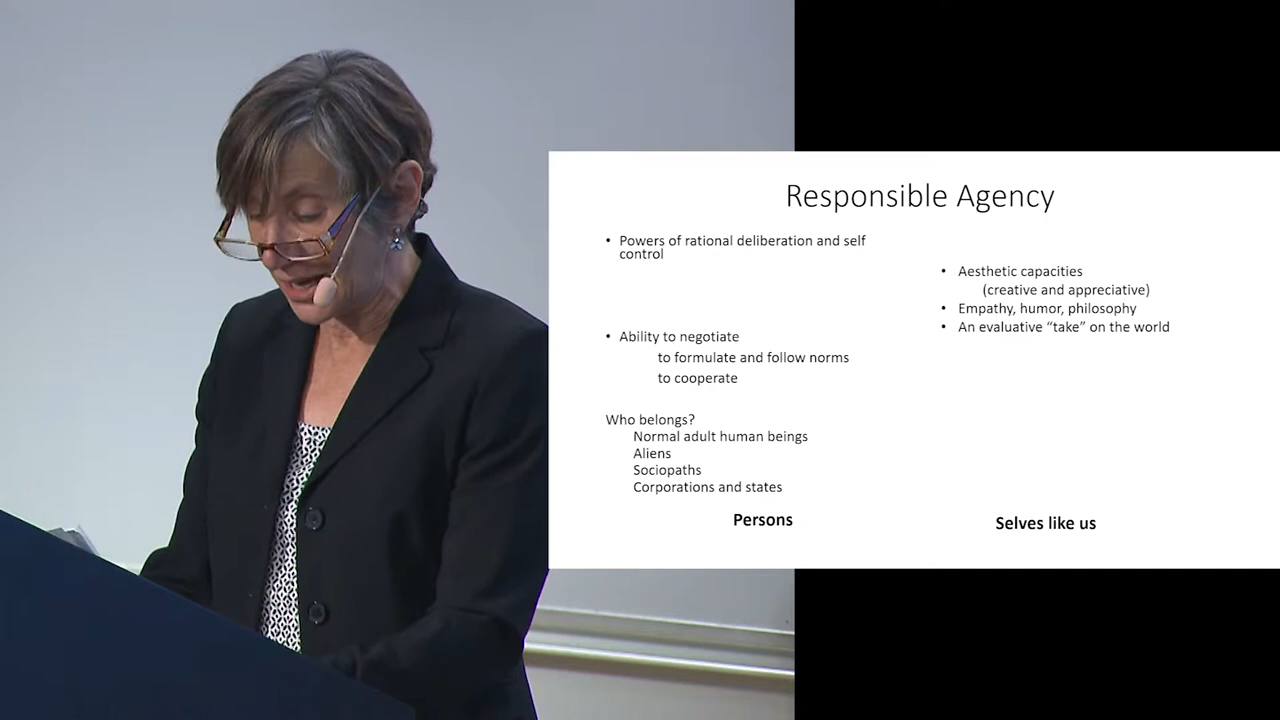 Responsible Agency
• Powers of rational deliberation and self
control
• Ability to negotiate
to formulate and follow norms
to cooperate
Who belongs?
Normal adult human beings
Aliens
Sociopaths
Corporations and states
Persons
• Aesthetic capacities
(creative and appreciative)
• Empathy, humor, philosophy
• An evaluative “take” on the world
Selves like us